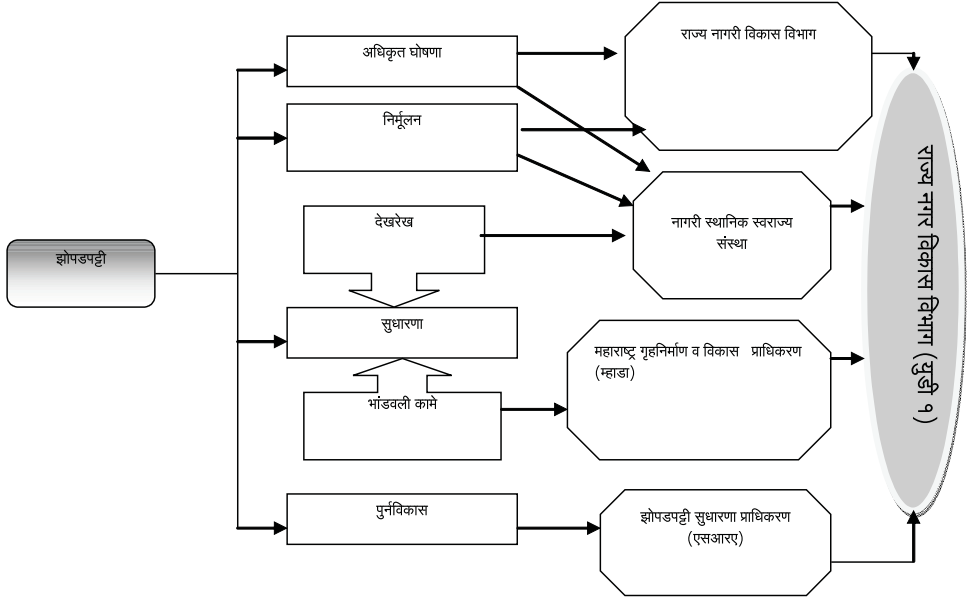 अधिकृत घोषणा
राज्य नागरी विकास विभाग
निर्मूलन
देखरेख
नागरी स्थानिक स्वराज्य
संस्था
झोपडपट्टी
सुधारणा
महाराष्ट्र गृहनिर्माण व विकास प्राधिकरण
(म्हाडा)
भांडवली कामे
पुर्नविकास
झोपडपट्टी सुधारणा प्राधिकरण
(एसआरए)
राज्य नगर विकास विभाग (युडी १)